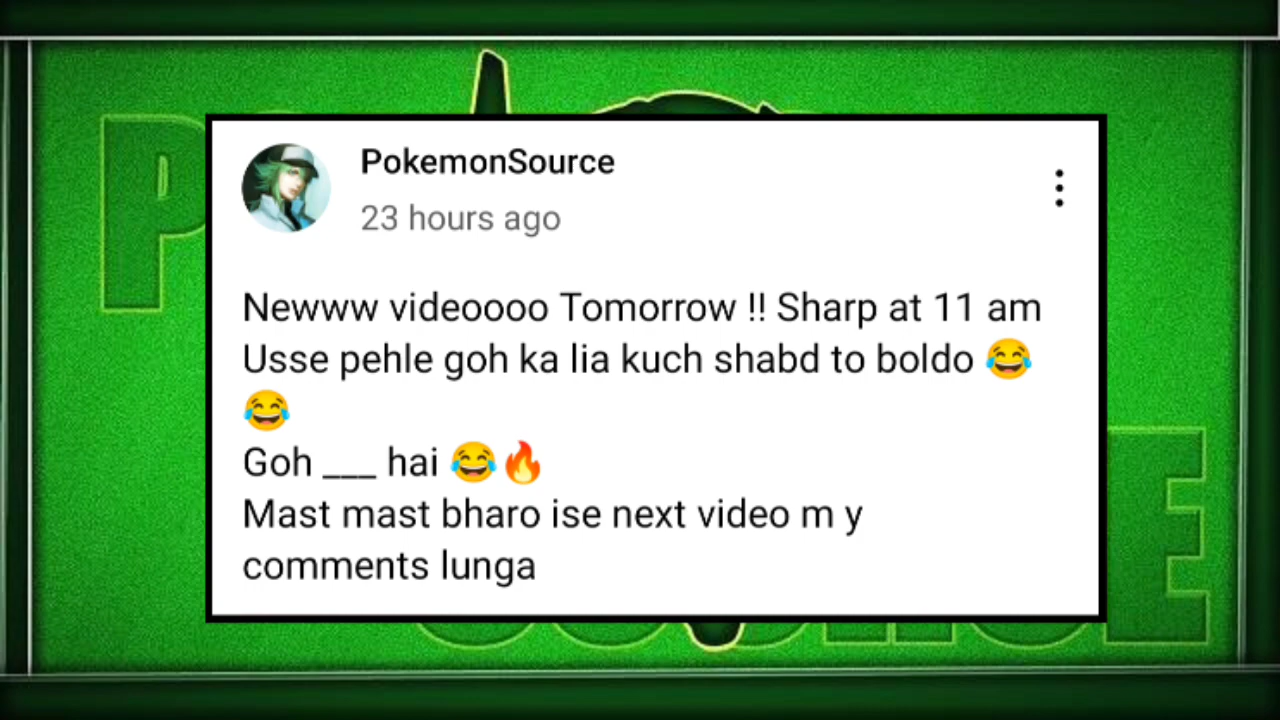 PokemonSource
23 hours ago
Newww videoooo Tomorrow !! Sharp at 11 am
Usse pehle goh ka lia kuch shabd to boldo 😂
😂
Goh ___ hai 😂🔥
Mast mast bharo ise next video m y
comments lunga